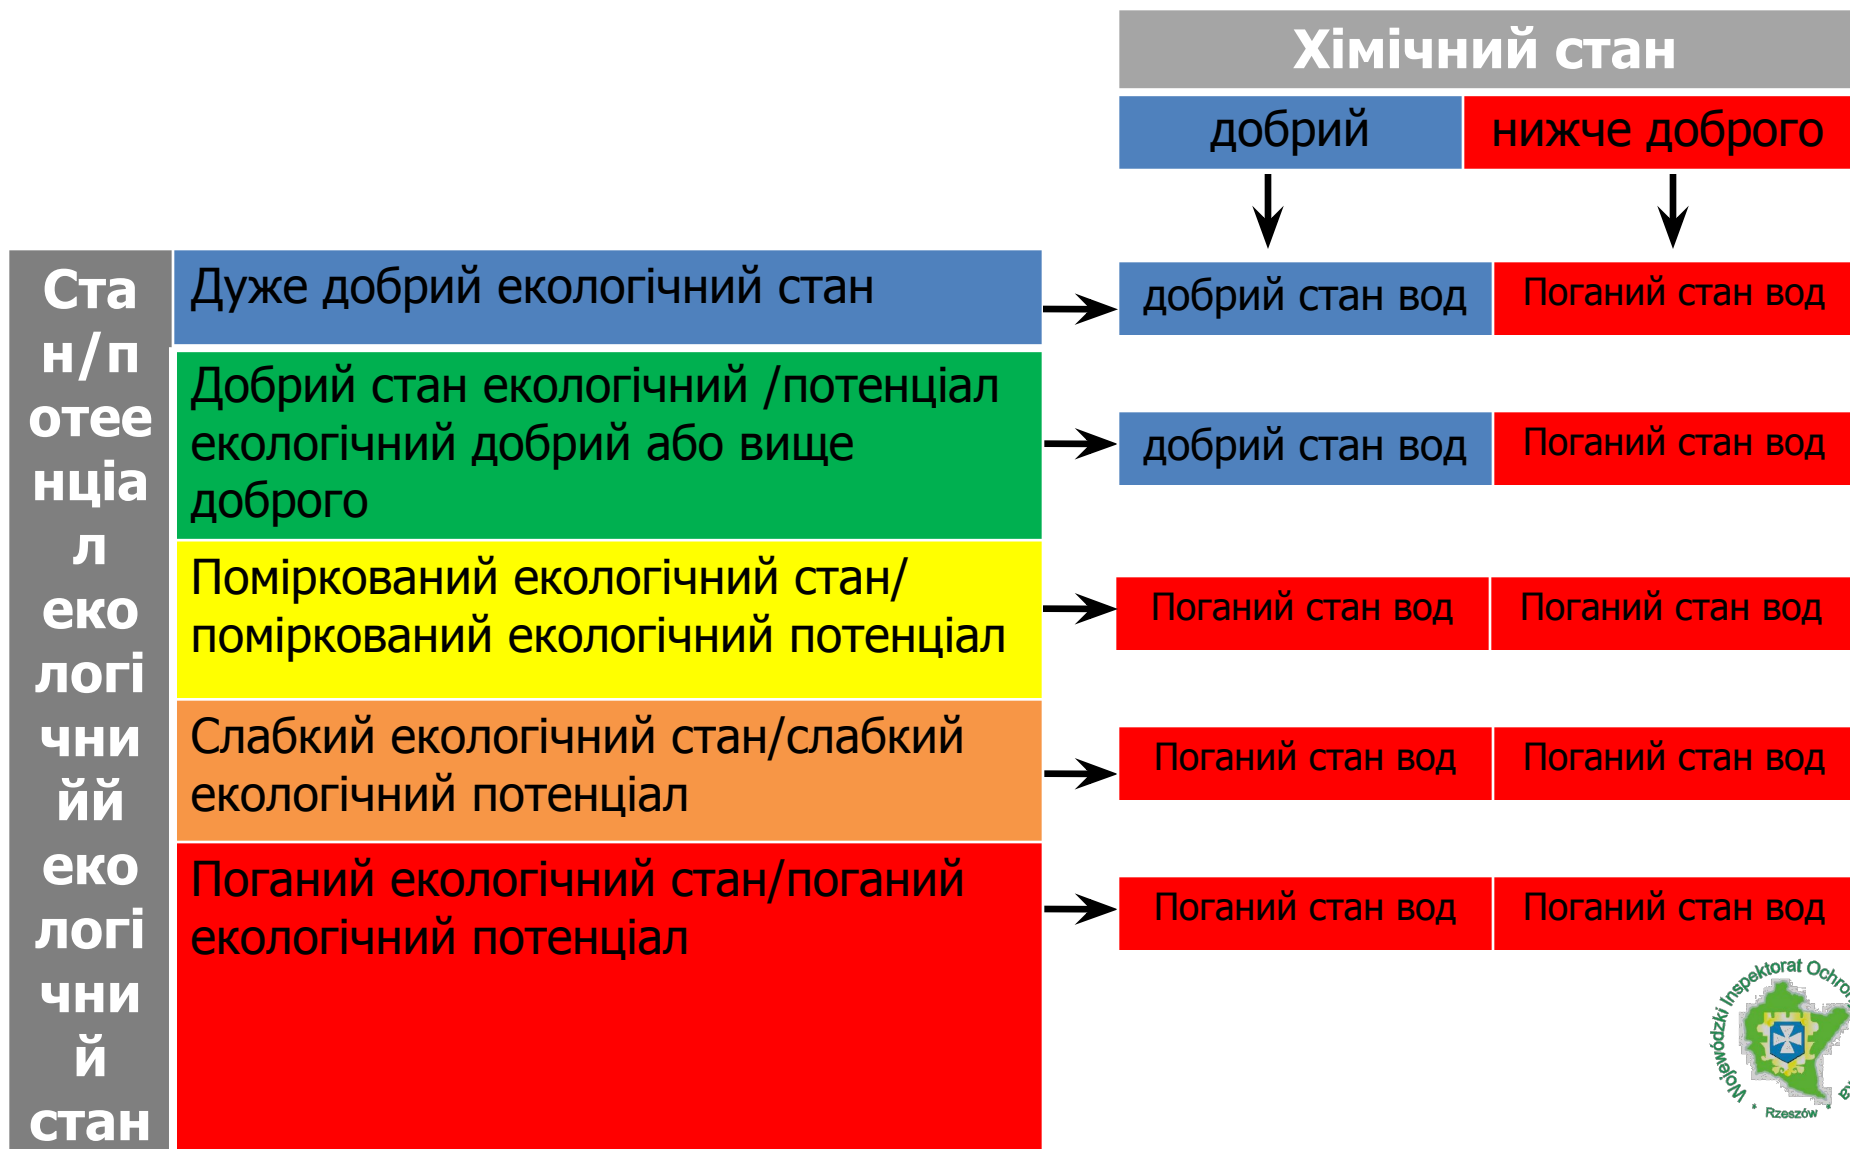 Хімічний стан
добрий
нижче доброго
Ста
н/п
отее
нціа
л
еко
логі
чни
йй
еко
логі
чни
й
стан
Дуже добрий екологічний стан
добрий стан вод
Поганий стан вод
Добрий стан екологічний /потенціал
екологічний добрий або вище
доброго
добрий стан вод
Поганий стан вод
Поміркований екологічний стан/
поміркований екологічний потенціал
Поганий стан вод
Поганий стан вод
Слабкий екологічний стан/слабкий
екологічний потенціал
Поганий стан вод
Поганий стан вод
Поганий екологічний стан/поганий
екологічний потенціал
Поганий стан вод
Поганий стан вод
Wojewódzki Inspektorat
* Rzeszów *